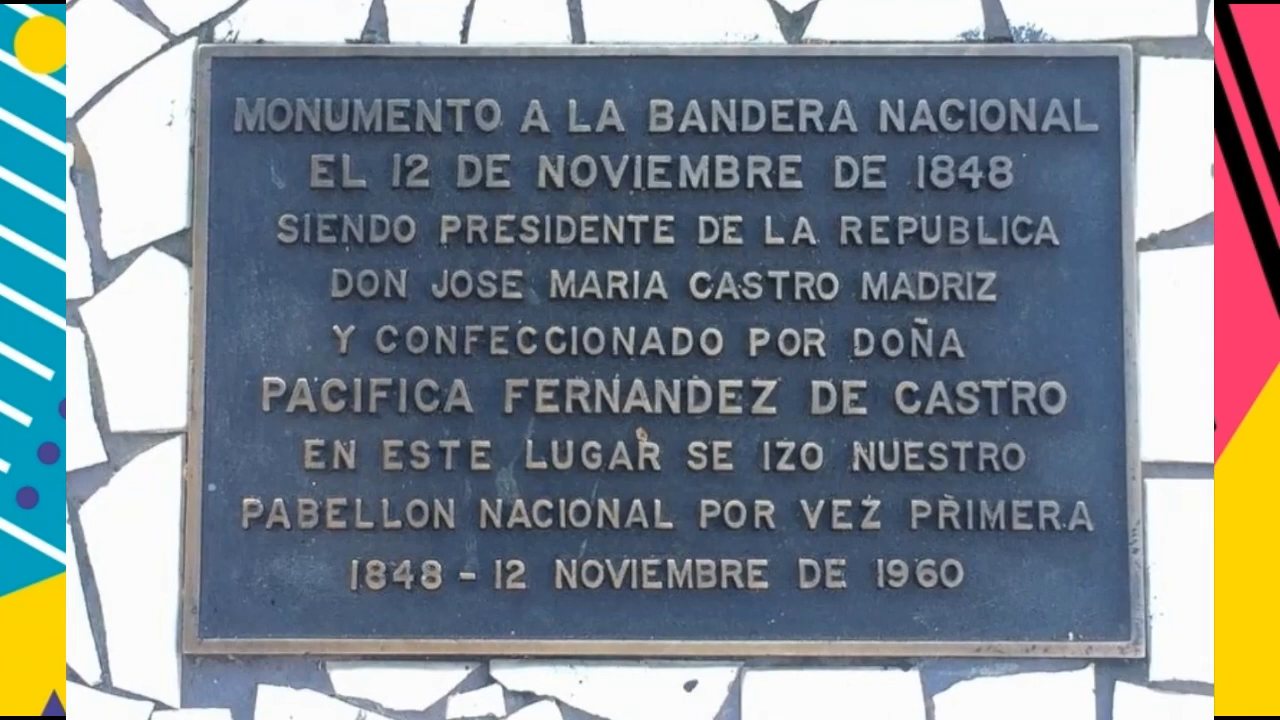 MONUMENTO A LA BANDERA NACIONAL
EL 12 DE NOVIEMBRE DE 1848
SIENDO PRESIDENTE DE LA REPUBLICA
DON JOSE MARIA CASTRO MADRIZ
Y CONFECCIONADO POR DOÑA
PACIFICA FERNANDEZ DE CASTRO
EN ESTE LUGAR SE IZO NUESTRO
PABELLON NACIONAL POR VEZ PRIMERA
1848 - 12 NOVIEMBRE DE 1960